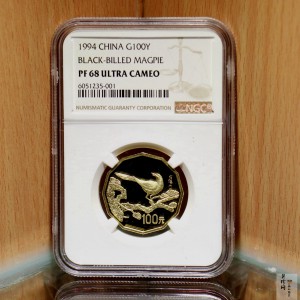 1994 CHINA G100Y
BLACK-BILLED MAGPIE
PF 68 ULTRA CAMEO
6051235-001
NUMISMATIC GUARANTY CORPORATION
NGC
100元